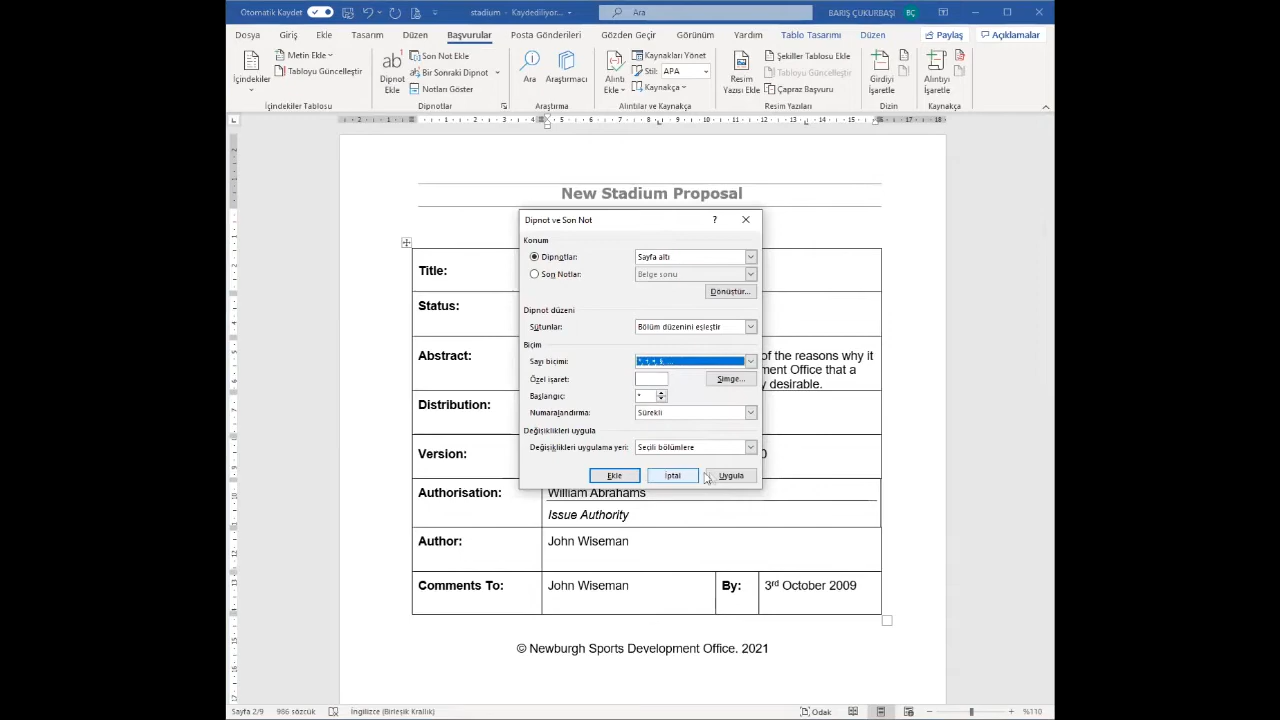 Otomatik Kaydet
stadium - Kaydediliyor...
Ara
BARIŞ ÇUKURBAŞI
BÇ
Dosya Giriş Ekle Tasarım Düzen Başvurular Posta Gönderileri Gözden Geçir Görünüm Yardım Tablo Tasarımı Düzen Paylaş Açıklamalar
İçindekiler
Metin Ekle
Tabloyu Güncelleştir
İçindekiler Tablosu
ab
Dipnot Ekle
Son Not Ekle
Bir Sonraki Dipnot
Notları Göster
Dipnotlar
Ara
Araştırmacı
Araştırma
Alıntı Ekle
Kaynakları Yönet
Stil: APA
Kaynakça
Alıntılar ve Kaynakça
Resim Yazısı Ekle
Şekiller Tablosu Ekle
Tabloyu Güncelleştir
Çapraz Başvuru
Resim Yazıları
Girdiyi İşaretle
Dizin
Alıntıyı İşaretle
Kaynakça
New Stadium Proposal
Title:
Status:
Abstract:
of the reasons why it
ment Office that a
y desirable.
Distribution:
Version:
0
Authorisation: William Abrahams
Issue Authority
Author: John Wiseman
Comments To: John Wiseman By: 3rd October 2009
© Newburgh Sports Development Office. 2021
Dipnot ve Son Not ?
Konum
Dipnotlar: Sayfa altı
Son Notlar: Belge sonu
Dönüştür...
Dipnot düzeni
Sütunlar: Bölüm düzenini eşleştir
Biçim
Sayı biçimi: *, †, ‡, §, ...
Özel işaret: Simge...
Başlangıç: *
Numaralandırma: Sürekli
Değişiklikleri uygula
Değişiklikleri uygulama yeri: Seçili bölümlere
Ekle İptal Uygula
Sayfa 2/9 986 sözcük İngilizce (Birleşik Krallık) Odak %110